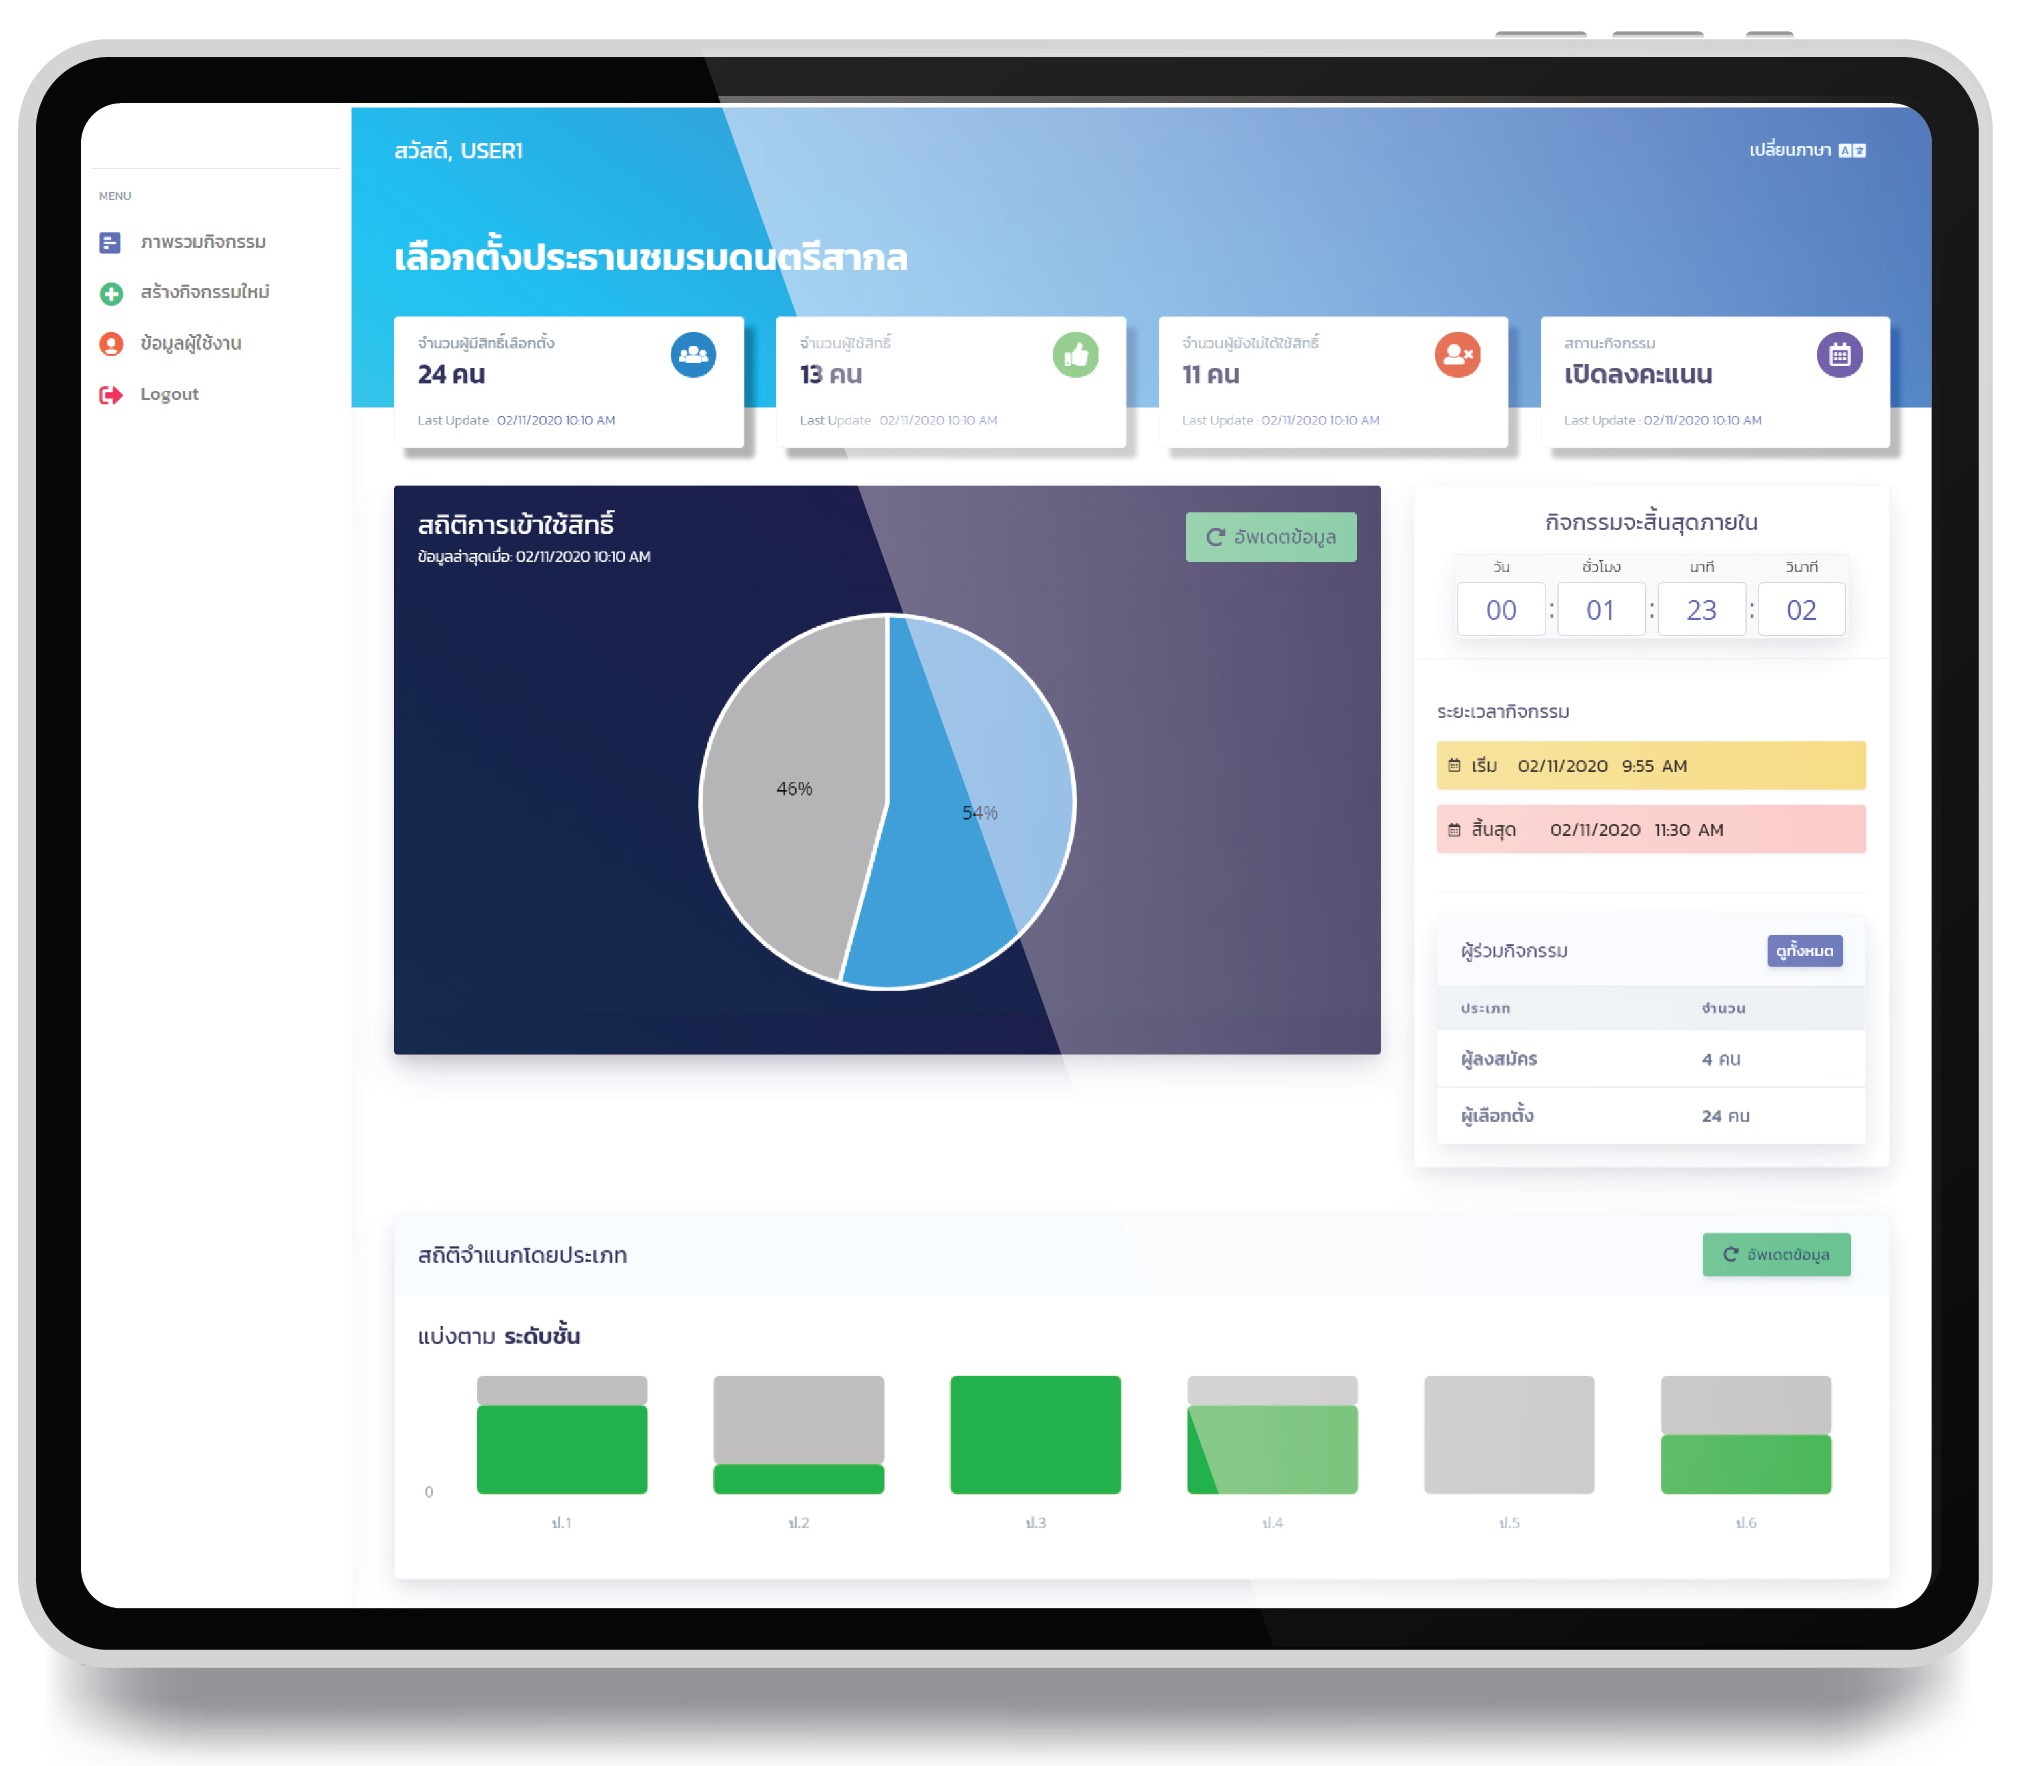 สวัสดี, USER1
เปลี่ยนภาษา
MENU
ภาพรวมกิจกรรม
สร้างกิจกรรมใหม่
ข้อมูลผู้ใช้งาน
Logout
เลือกตั้งประธานชมรมดนตรีสากล
จำนวนผู้มีสิทธิ์เลือกตั้ง
24 คน
Last Update : 02/11/2020 10:10 AM
จำนวนผู้ใช้สิทธิ์
13 คน
Last Update : 02/11/2020 10:10 AM
จำนวนผู้ยังไม่ได้ใช้สิทธิ์
11 คน
Last Update : 02/11/2020 10:10 AM
สถานะกิจกรรม
เปิดลงคะแนน
Last Update : 02/11/2020 10:10 AM
สถิติการเข้าใช้สิทธิ์
ข้อมูลล่าสุดเมื่อ: 02/11/2020 10:10 AM
อัพเดตข้อมูล
46%
54%
กิจกรรมจะสิ้นสุดภายใน
วัน ชั่วโมง นาที วินาที
00 : 01 : 23 : 02
ระยะเวลากิจกรรม
เริ่ม 02/11/2020 9:55 AM
สิ้นสุด 02/11/2020 11:30 AM
ผู้ร่วมกิจกรรม ดูทั้งหมด
ประเภท จำนวน
ผู้ลงสมัคร 4 คน
ผู้เลือกตั้ง 24 คน
สถิติจำแนกโดยประเภท
อัพเดตข้อมูล
แบ่งตาม ระดับชั้น
0
ป.1 ป.2 ป.3 ป.4 ป.5 ป.6